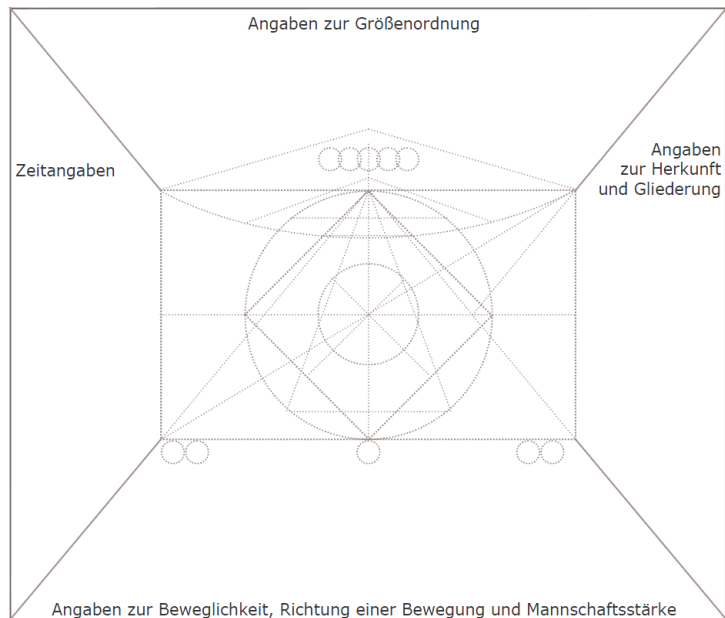 Angaben zur Größenordnung
Zeitangaben
Angaben
zur Herkunft
und Gliederung
Angaben zur Beweglichkeit, Richtung einer Bewegung und Mannschaftsstärke